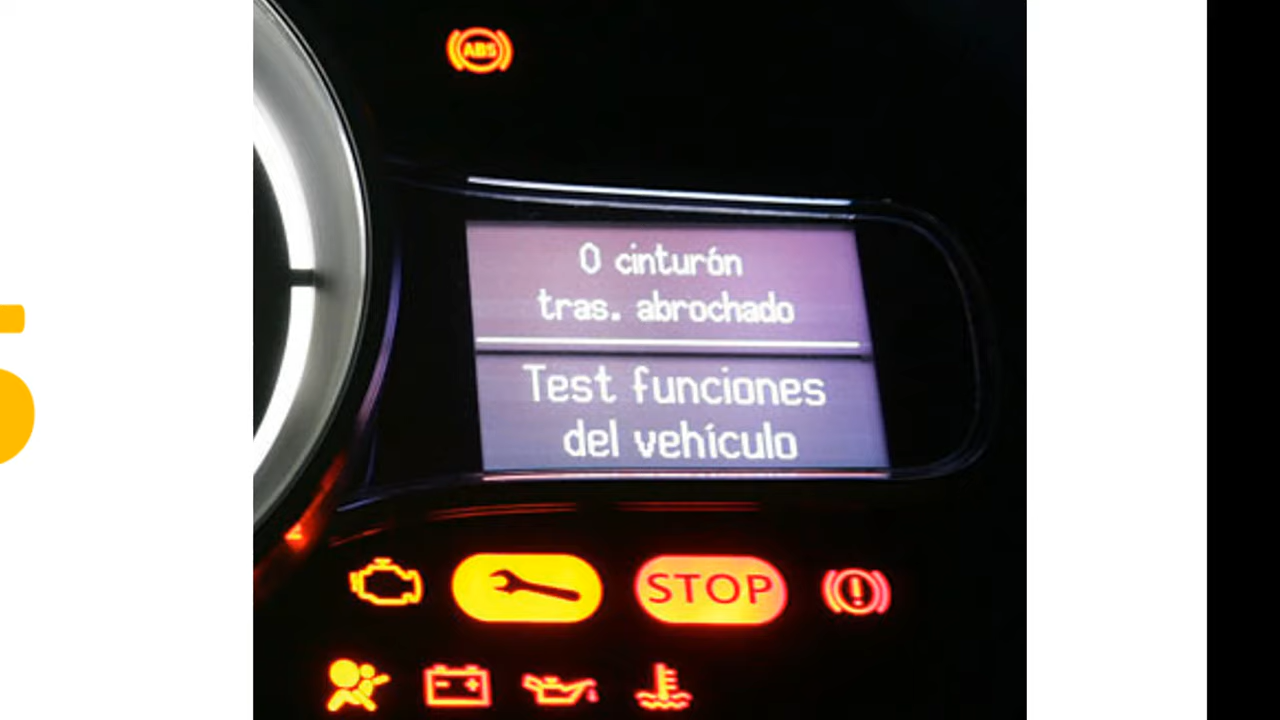 ABS
0 cinturón
tras. abrochado
Test funciones
del vehículo
STOP